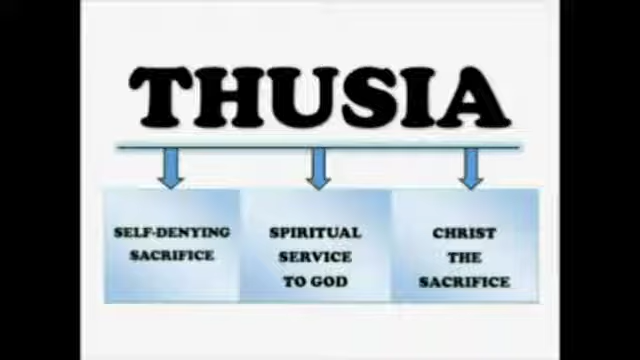 THUSIA
SELF-DENYING
SACRIFICE
SPIRITUAL
SERVICE
TO GOD
CHRIST
THE
SACRIFICE